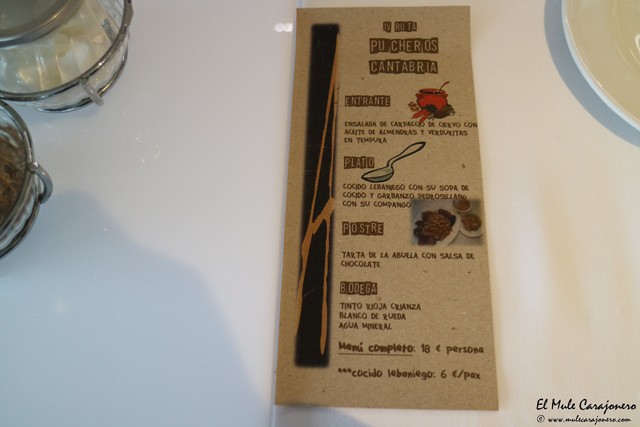 IV RUTA
PUCHEROS
CANTABRIA
ENTRANTE
ENSALADA DE CARPACCIO DE CIERVO CON
ACEITE DE ALMENDRAS Y VERDURITAS
EN TEMPURA
PLATO
COCIDO LEBANIEGO CON SU SOPA DE
COCIDO Y GARBANZO PEDROSILLANO
CON SU COMPANGO
POSTRE
TARTA DE LA ABUELA CON SALSA DE
CHOCOLATE
BODEGA
TINTO RIOJA CRIANZA
BLANCO DE RUEDA
AGUA MINERAL
Menú completo: 18 € persona
***cocido lebaniego: 6 €/pax
El Mule Carajonero
© www.mulecarajonero.com